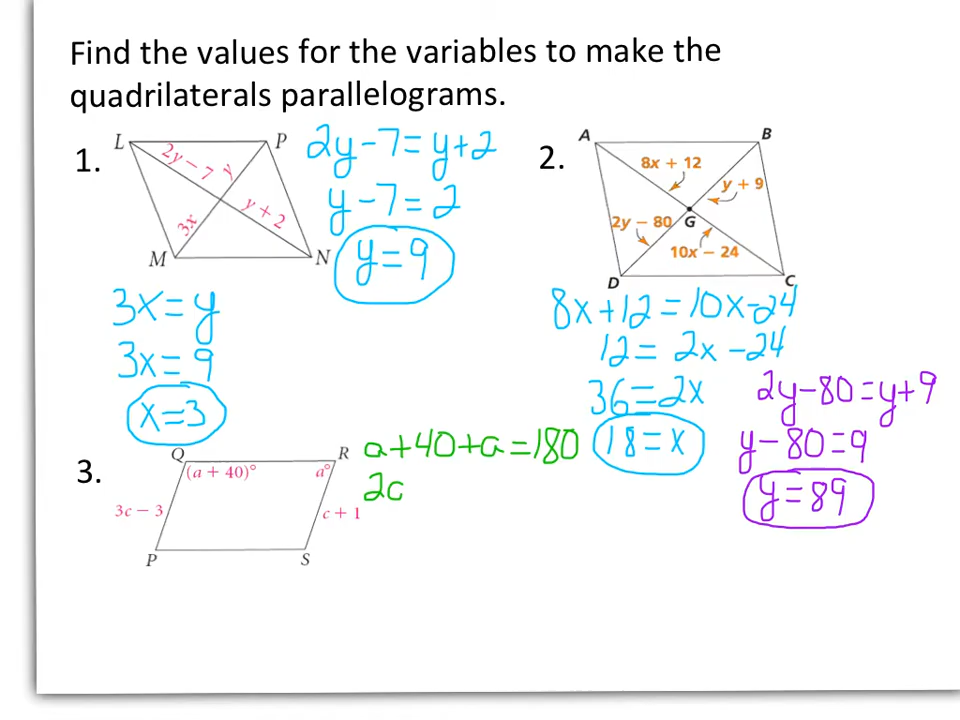 Find the values for the variables to make the
quadrilaterals parallelograms.
1.
L
P
2y − 7
y
3x
y + 2
M
N
2y-7=y+2
y-7=2
y=9
3x=y
3x=9
x=3
2.
A
B
8x + 12
y + 9
2y − 80
G
10x − 24
D
C
8x+12=10x-24
12=2x-24
36=2x
18=x
2y-80=y+9
y-80=9
y=89
3.
Q
R
(a + 40)°
a°
3c − 3
c + 1
P
S
a+40+a=180
2a